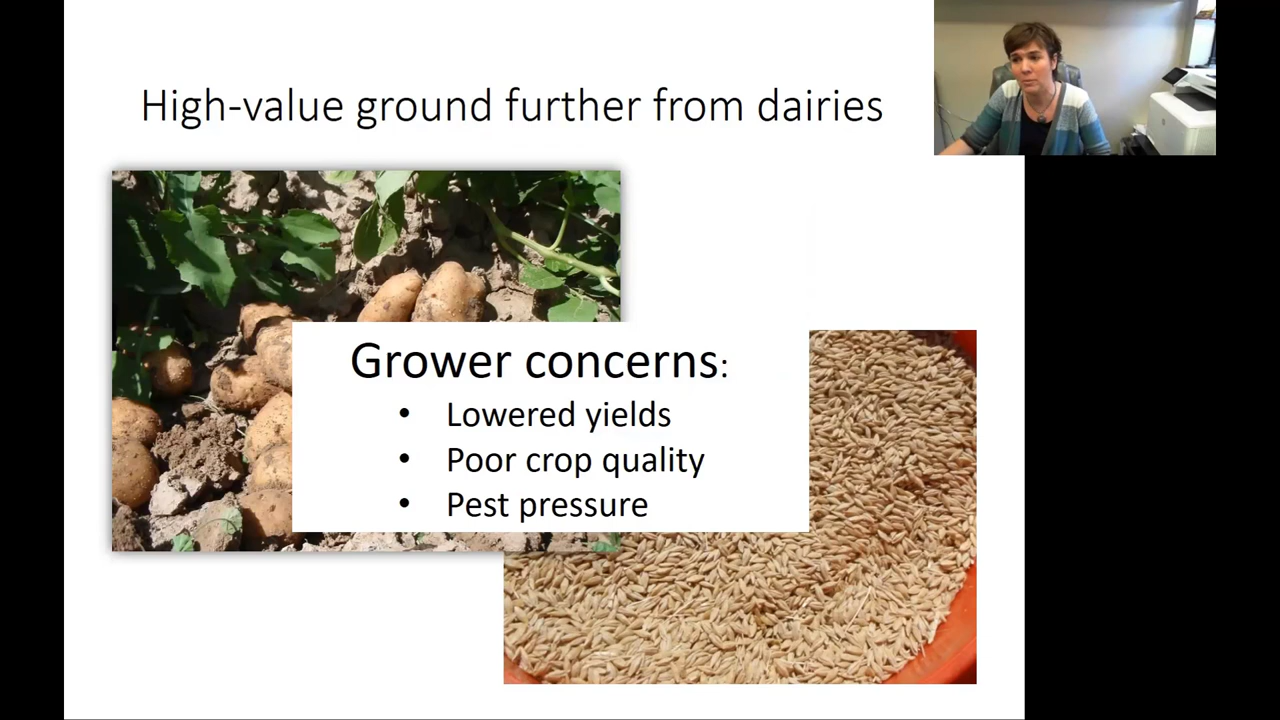 High-value ground further from dairies
Grower concerns:
• Lowered yields
• Poor crop quality
• Pest pressure